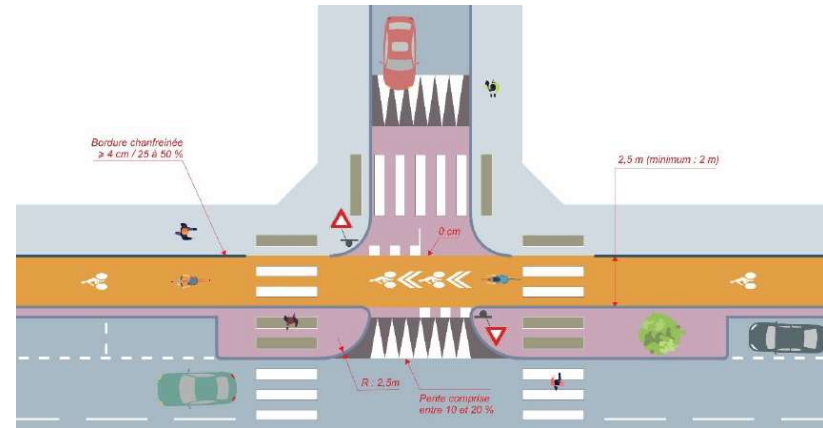 Bordure chanfreinée
≥ 4 cm / 25 à 50 %
2,5 m (minimum : 2 m)
0 cm
R : 2,5m
Pente comprise
entre 10 et 20 %